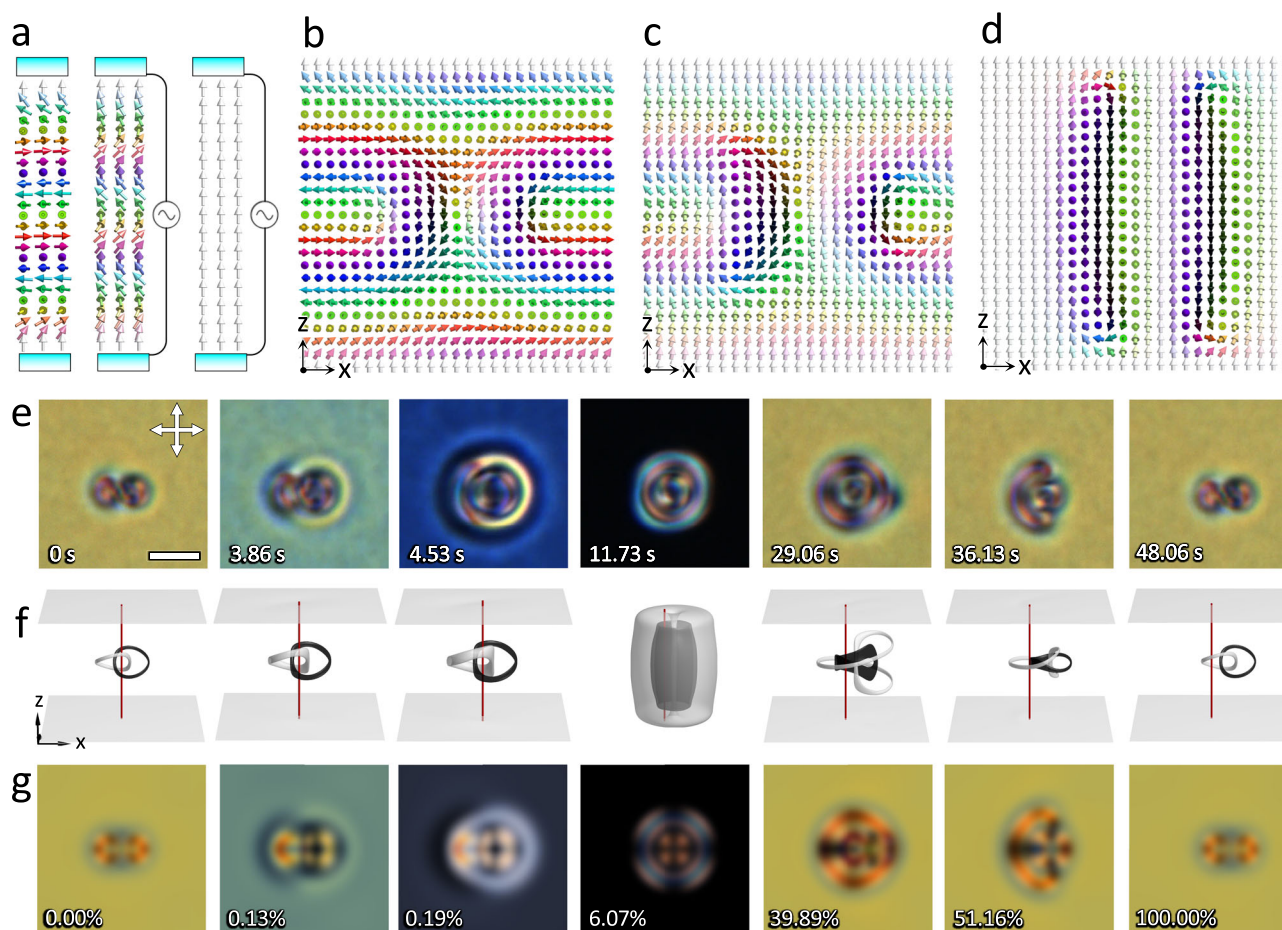 a
b
c
d
z
x
z
x
z
x
e
0 s
3.86 s
4.53 s
11.73 s
29.06 s
36.13 s
48.06 s
f
z
x
g
0.00%
0.13%
0.19%
6.07%
39.89%
51.16%
100.00%